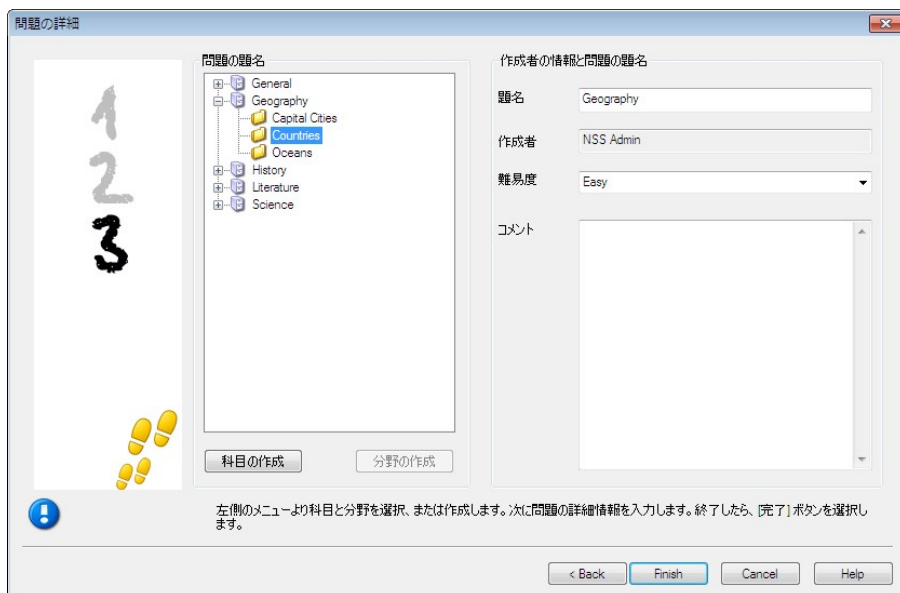 問題の詳細
1
2
3
問題の題名
General
Geography
Capital Cities
Countries
Oceans
History
Literature
Science
科目の作成
分野の作成
作成者の情報と問題の題名
題名
Geography
作成者
NSS Admin
難易度
Easy
コメント
左側のメニューより科目と分野を選択、または作成します。次に問題の詳細情報を入力します。終了したら、[完了] ボタンを選択し
ます。
< Back
Finish
Cancel
Help